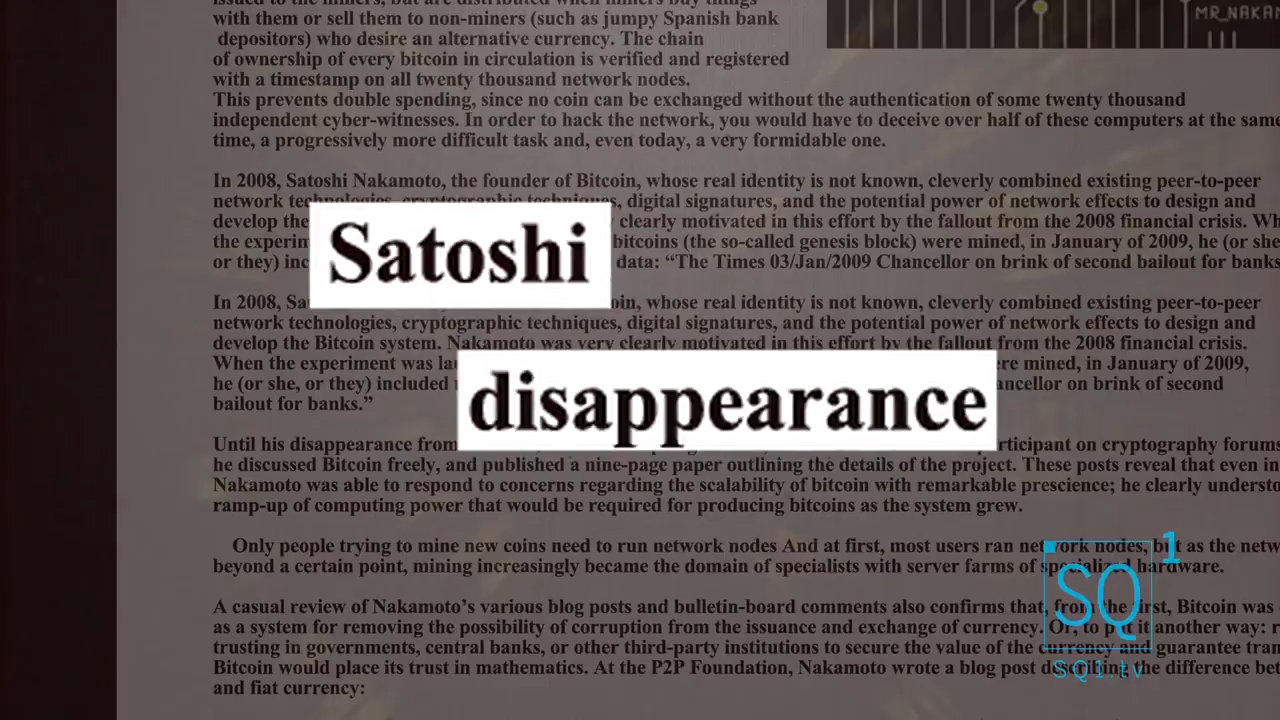 with them or sell them to non-miners (such as jumpy Spanish bank
MR_NAKAM
depositors) who desire an alternative currency. The chain
of ownership of every bitcoin in circulation is verified and registered
with a timestamp on all twenty thousand network nodes.
This prevents double spending, since no coin can be exchanged without the authentication of some twenty thousand
independent cyber-witnesses. In order to hack the network, you would have to deceive over half of these computers at the same
time, a progressively more difficult task and, even today, a very formidable one.
In 2008, Satoshi Nakamoto, the founder of Bitcoin, whose real identity is not known, cleverly combined existing peer-to-peer
network technologies, cryptographic techniques, digital signatures, and the potential power of network effects to design and
develop the clearly motivated in this effort by the fallout from the 2008 financial crisis. Wh
the experim bitcoins (the so-called genesis block) were mined, in January of 2009, he (or she
or they) inc data: “The Times 03/Jan/2009 Chancellor on brink of second bailout for banks
Satoshi
In 2008, Sa oin, whose real identity is not known, cleverly combined existing peer-to-peer
network technologies, cryptographic techniques, digital signatures, and the potential power of network effects to design and
develop the Bitcoin system. Nakamoto was very clearly motivated in this effort by the fallout from the 2008 financial crisis.
When the experiment was la re mined, in January of 2009,
he (or she, or they) included ancellor on brink of second
bailout for banks.”
disappearance
Until his disappearance from rticipant on cryptography forums
he discussed Bitcoin freely, and published a nine-page paper outlining the details of the project. These posts reveal that even in
Nakamoto was able to respond to concerns regarding the scalability of bitcoin with remarkable prescience; he clearly understo
ramp-up of computing power that would be required for producing bitcoins as the system grew.
Only people trying to mine new coins need to run network nodes And at first, most users ran network nodes, but as the netw
beyond a certain point, mining increasingly became the domain of specialists with server farms of specialized hardware.
A casual review of Nakamoto’s various blog posts and bulletin-board comments also confirms that, from the first, Bitcoin was
as a system for removing the possibility of corruption from the issuance and exchange of currency. Or, to put it another way: r
trusting in governments, central banks, or other third-party institutions to secure the value of the currency and guarantee tran
Bitcoin would place its trust in mathematics. At the P2P Foundation, Nakamoto wrote a blog post describing the difference bet
and fiat currency:
SQ1
SQ1.tv